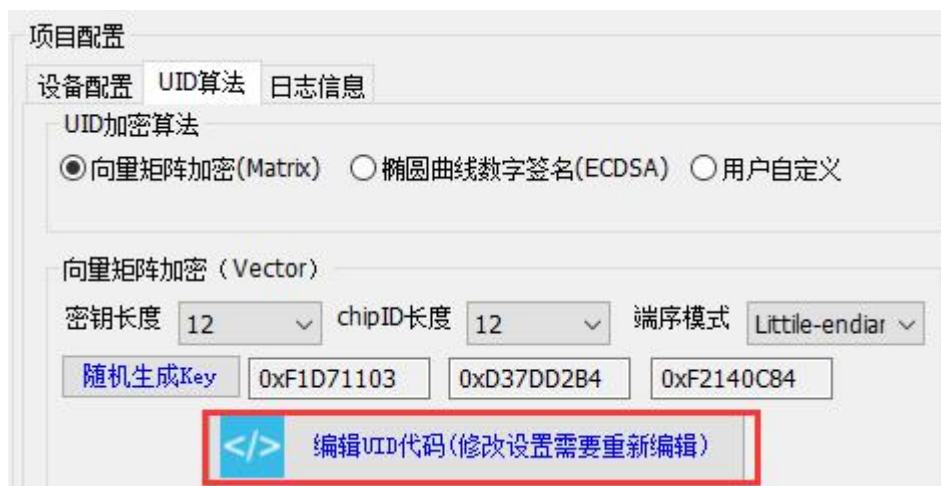 项目配置
设备配置 UID算法 日志信息
UID加密算法
向量矩阵加密(Matrix) 椭圆曲线数字签名(ECDSA) 用户自定义
向量矩阵加密（Vector）
密钥长度 12 chipID长度 12 端序模式 Littile-endiar
随机生成Key 0xF1D71103 0xD37DD2B4 0xF2140C84
</> 编辑UID代码(修改设置需要重新编辑)